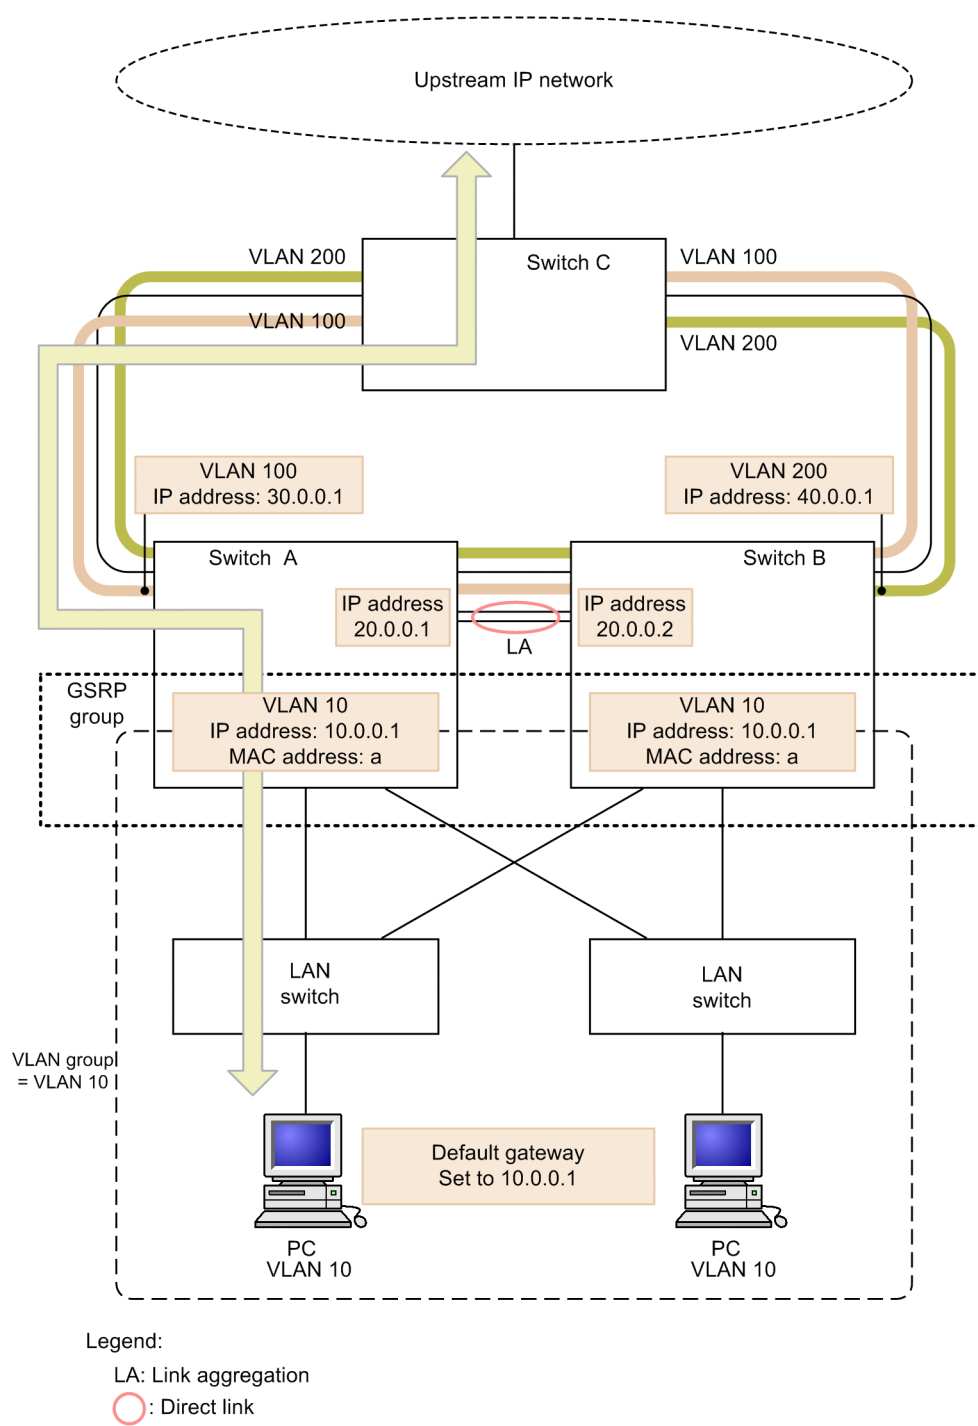 Upstream IP network
VLAN 200
Switch C
VLAN 100
VLAN 100
VLAN 200
VLAN 100
IP address: 30.0.0.1
VLAN 200
IP address: 40.0.0.1
Switch A
Switch B
IP address
20.0.0.1
IP address
20.0.0.2
LA
GSRP
group
VLAN 10
IP address: 10.0.0.1
MAC address: a
VLAN 10
IP address: 10.0.0.1
MAC address: a
LAN
switch
LAN
switch
VLAN group
= VLAN 10
Default gateway
Set to 10.0.0.1
PC
VLAN 10
PC
VLAN 10
Legend:
LA: Link aggregation
: Direct link